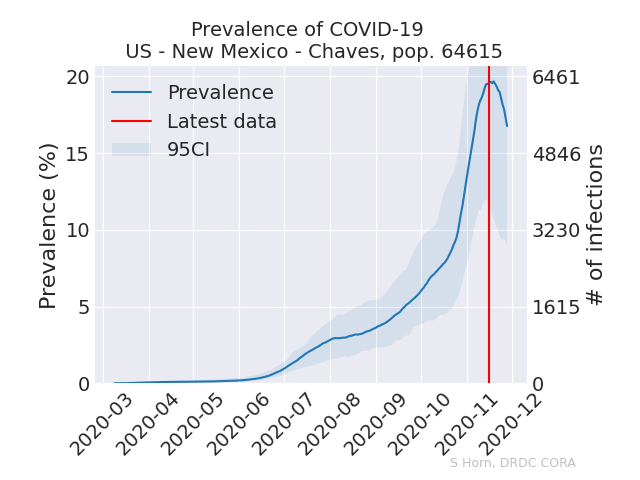 Prevalence of COVID-19
US - New Mexico - Chaves, pop. 64615
Prevalence
Latest data
95CI
Prevalence (%)
20
15
10
5
0
6461
4846
3230
1615
0
# of infections
2020-03
2020-04
2020-05
2020-06
2020-07
2020-08
2020-09
2020-10
2020-11
2020-12
S Horn, DRDC CORA